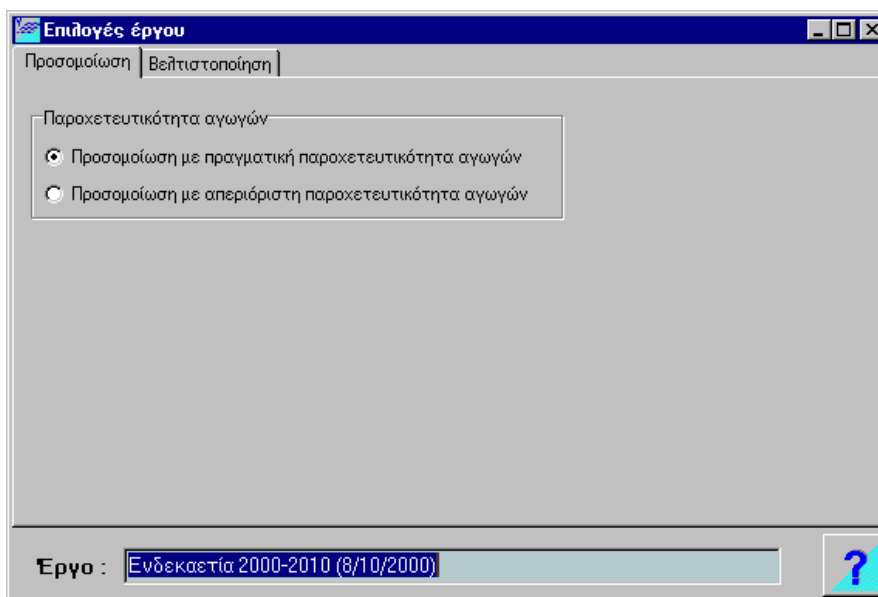 Επιλογές έργου
Προσομοίωση Βελτιστοποίηση
Παροχετευτικότητα αγωγών
Προσομοίωση με πραγματική παροχετευτικότητα αγωγών
Προσομοίωση με απεριόριστη παροχετευτικότητα αγωγών
Έργο : Ενδεκαετία 2000-2010 (8/10/2000) ?